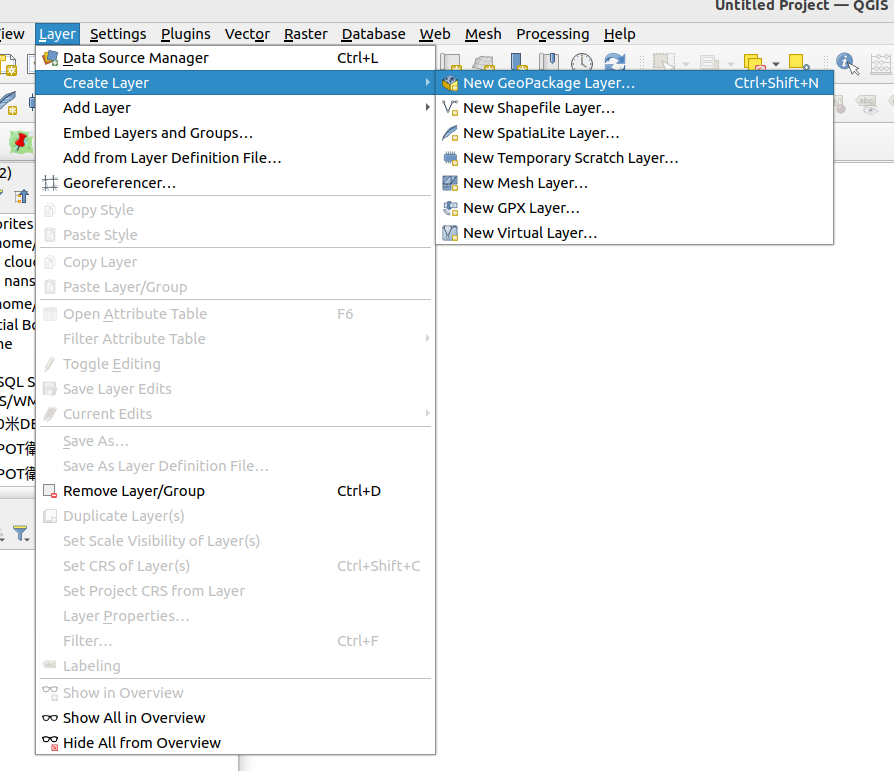 Untitled Project — QGIS
iew Layer Settings Plugins Vector Raster Database Web Mesh Processing Help
Data Source Manager Ctrl+L
Create Layer
Add Layer
Embed Layers and Groups…
Add from Layer Definition File…
Georeferencer…
Copy Style
Paste Style
Copy Layer
Paste Layer/Group
Open Attribute Table F6
Filter Attribute Table
Toggle Editing
Save Layer Edits
Current Edits
Save As…
Save As Layer Definition File…
Remove Layer/Group Ctrl+D
Duplicate Layer(s)
Set Scale Visibility of Layer(s)
Set CRS of Layer(s) Ctrl+Shift+C
Set Project CRS from Layer
Layer Properties…
Filter… Ctrl+F
Labeling
Show in Overview
Show All in Overview
Hide All from Overview
New GeoPackage Layer… Ctrl+Shift+N
New Shapefile Layer…
New SpatiaLite Layer…
New Temporary Scratch Layer…
New Mesh Layer…
New GPX Layer…
New Virtual Layer…
2)
orites
home/
cloud
nans
home/
tial Bo
ne
SQL S
S/WM
0米DE
POT衛
POT衛